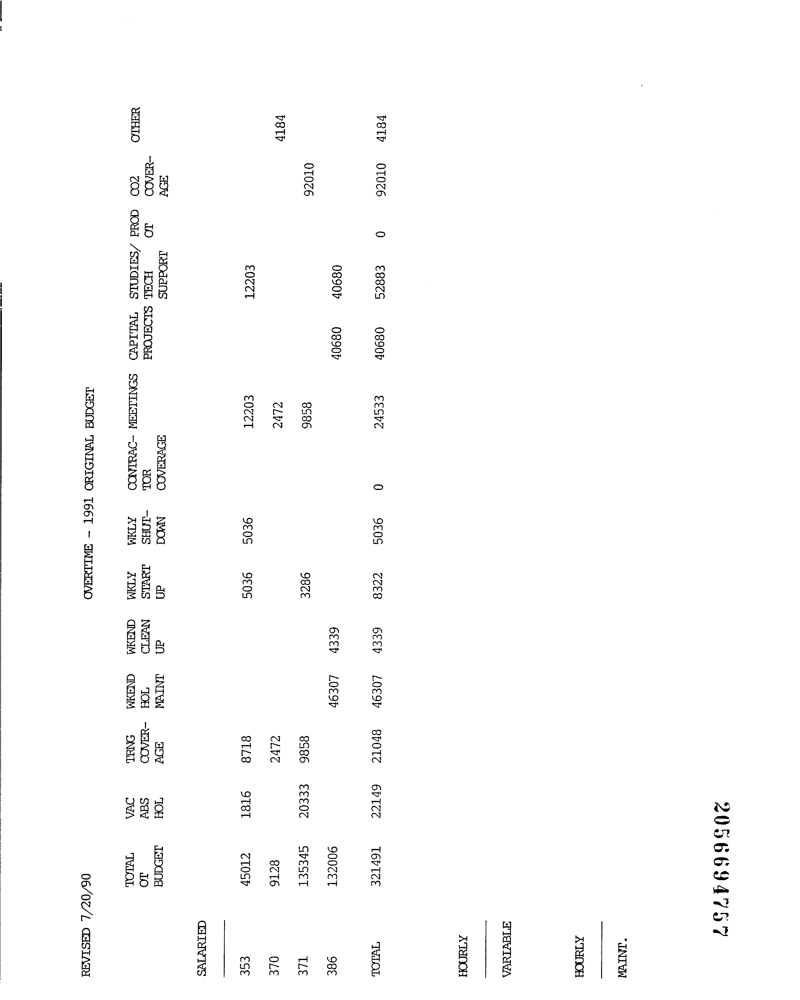 REVISED 7/20/90 OVERTIME - 1991 ORIGINAL BUDGET
TOTAL VAC TRNG WKEND WKEND WKLY WKLY CONTRAC- MEETINGS CAPITAL STUDIES/ PROD CO2 OTHER
OT ABS COVER- HOL CLEAN START SHUT- TOR PROJECTS TECH OT COVER-
BUDGET HOL AGE MAINT UP UP DOWN COVERAGE SUPPORT AGE
SALARIED
353 45012 1816 8718 5036 5036 12203 12203
370 9128 2472 2472 4184
371 135345 20333 9858 3286 9858 92010
386 132006 46307 4339 40680 40680
TOTAL 321491 22149 21048 46307 4339 8322 5036 0 24533 40680 52883 0 92010 4184
HOURLY
VARIABLE
HOURLY
MAINT.
2056694757